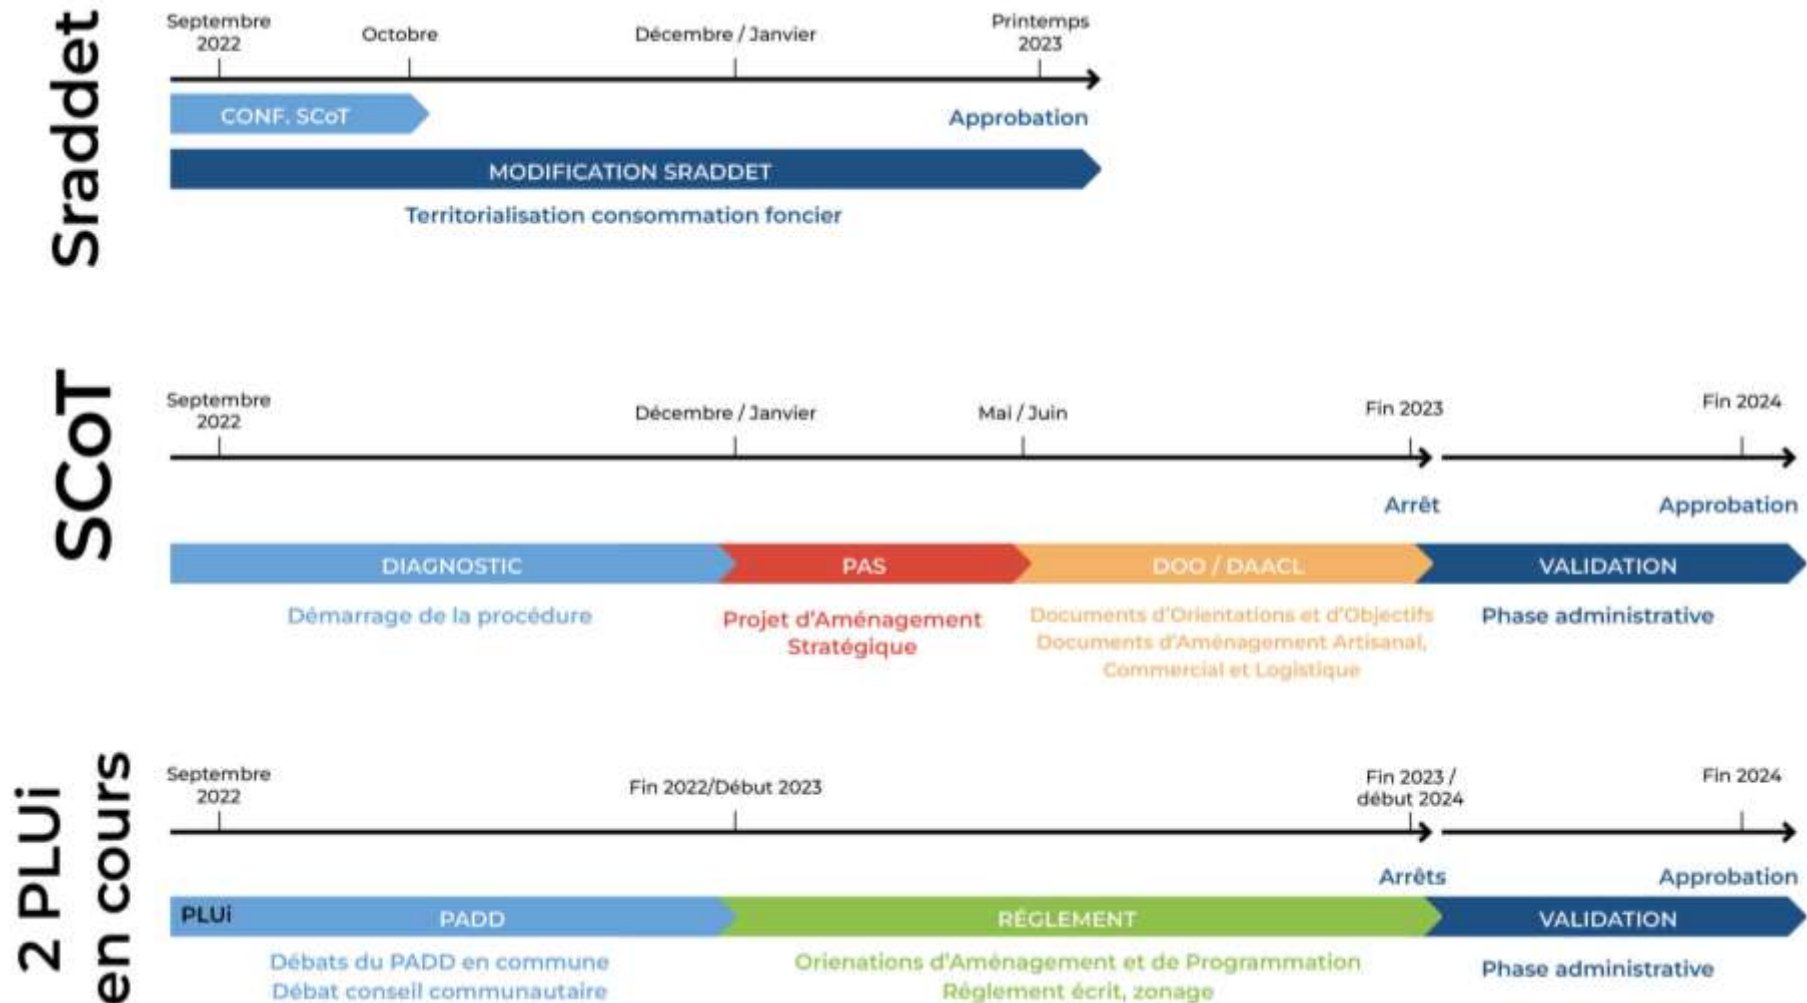 Sraddet
Septembre
2022
Octobre
Décembre / Janvier
Printemps
2023
CONF. SCoT
Approbation
MODIFICATION SRADDET
Territorialisation consommation foncier
SCoT
Septembre
2022
Décembre / Janvier
Mai / Juin
Fin 2023
Fin 2024
Arrêt
Approbation
DIAGNOSTIC
PAS
DOO / DAACL
VALIDATION
Démarrage de la procédure
Projet d'Aménagement
Stratégique
Documents d'Orientations et d'Objectifs
Documents d'Aménagement Artisanal,
Commercial et Logistique
Phase administrative
2 PLUi
en cours
Septembre
2022
Fin 2022/Début 2023
Fin 2023 /
début 2024
Fin 2024
Arrêts
Approbation
PLUi
PADD
RÉGLEMENT
VALIDATION
Débats du PADD en commune
Débat conseil communautaire
Orienations d'Aménagement et de Programmation
Réglement écrit, zonage
Phase administrative